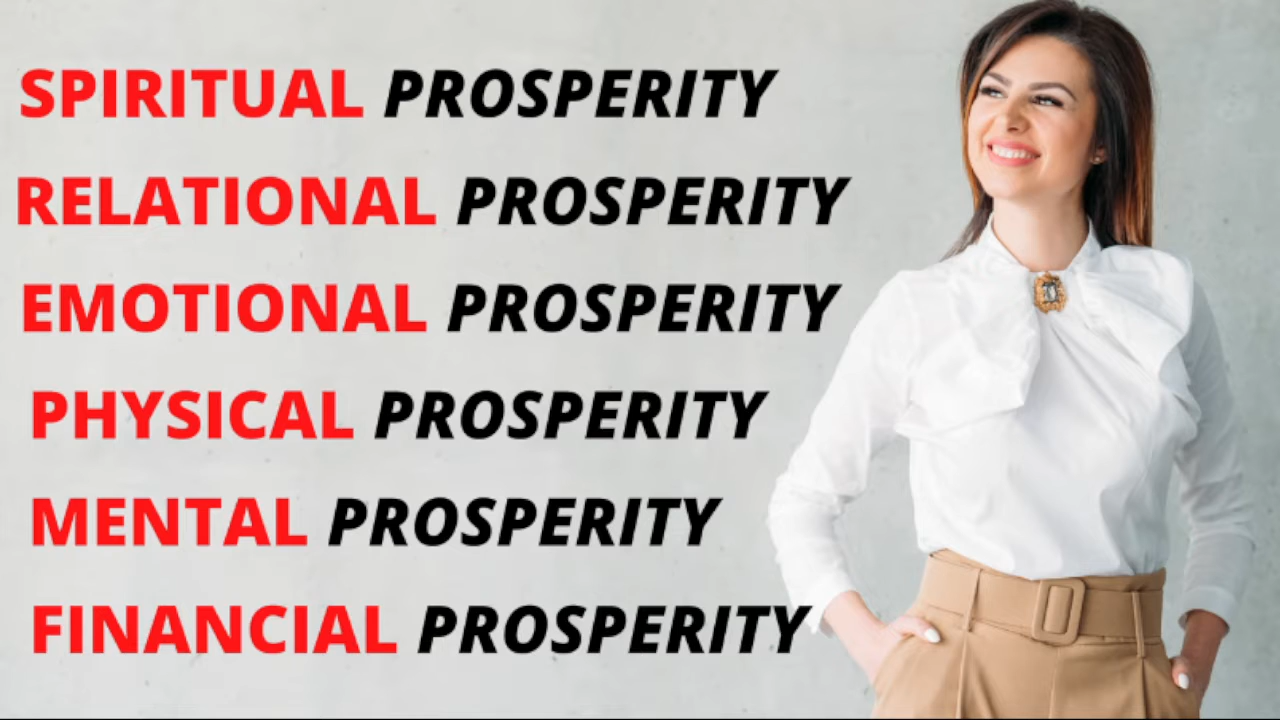 SPIRITUAL PROSPERITY
RELATIONAL PROSPERITY
EMOTIONAL PROSPERITY
PHYSICAL PROSPERITY
MENTAL PROSPERITY
FINANCIAL PROSPERITY